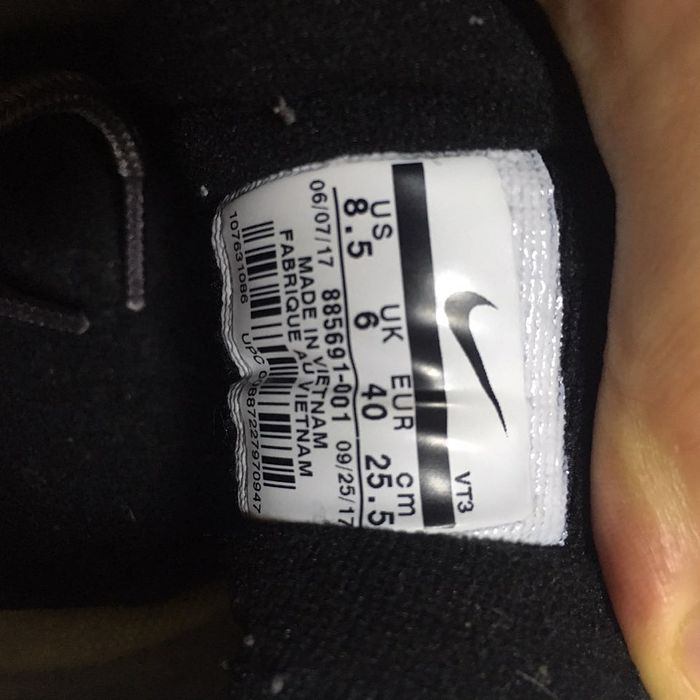 VT3
US UK EUR cm
8.5 6 40 25.5
06/07/17 885691-001 09/25/17
MADE IN VIETNAM
FABRIQUE AU VIETNAM
107631086 UPC 00887227970947